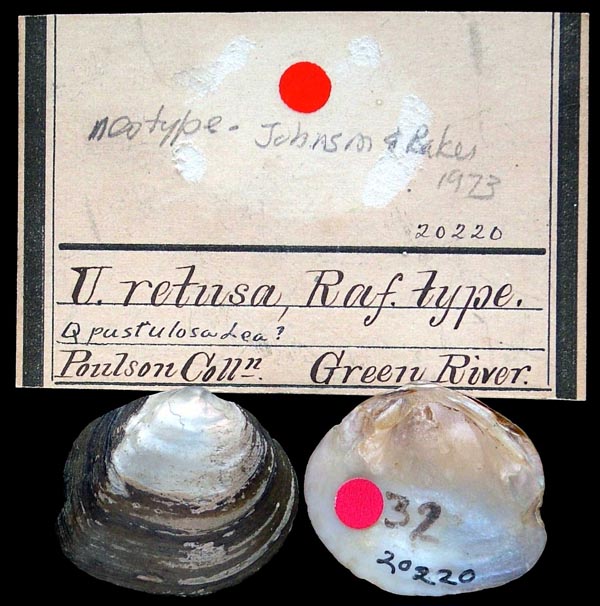 neotype - Johnson & Baker
1973
20220
U. retusa, Raf. type.
Q pustulosa Lea?
Poulson Colln. Green River.
32
20220